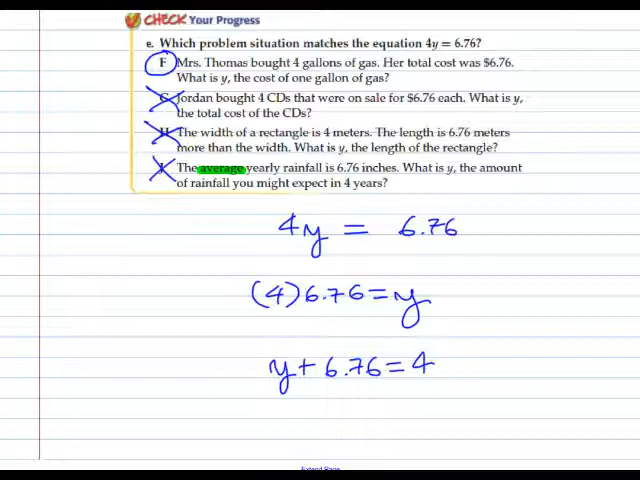 CHECK Your Progress
e. Which problem situation matches the equation 4y = 6.76?
F Mrs. Thomas bought 4 gallons of gas. Her total cost was $6.76.
What is y, the cost of one gallon of gas?
G Jordan bought 4 CDs that were on sale for $6.76 each. What is y,
the total cost of the CDs?
H The width of a rectangle is 4 meters. The length is 6.76 meters
more than the width. What is y, the length of the rectangle?
The average yearly rainfall is 6.76 inches. What is y, the amount
of rainfall you might expect in 4 years?
4y = 6.76
(4)6.76=y
y+6.76=4
Extend Page